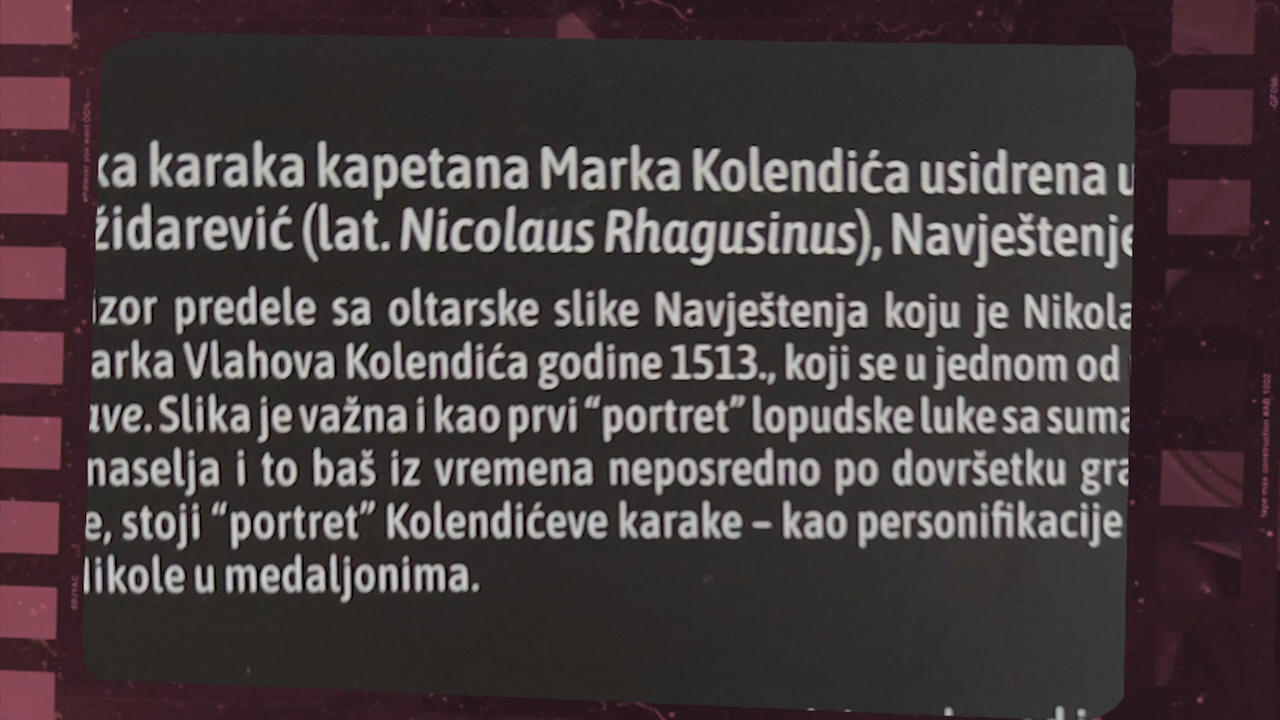 ka karaka kapetana Marka Kolendića usidrena u
židarević (lat. Nicolaus Rhagusinus), Navještenje
izor predele sa oltarske slike Navještenja koju je Nikola
arka Vlahova Kolendića godine 1513., koji se u jednom od
ave. Slika je važna i kao prvi “portret” lopudske luke sa suma
naselja i to baš iz vremena neposredno po dovršetku gra
e, stoji “portret” Kolendićeve karake – kao personifikacije
likole u medaljonima.